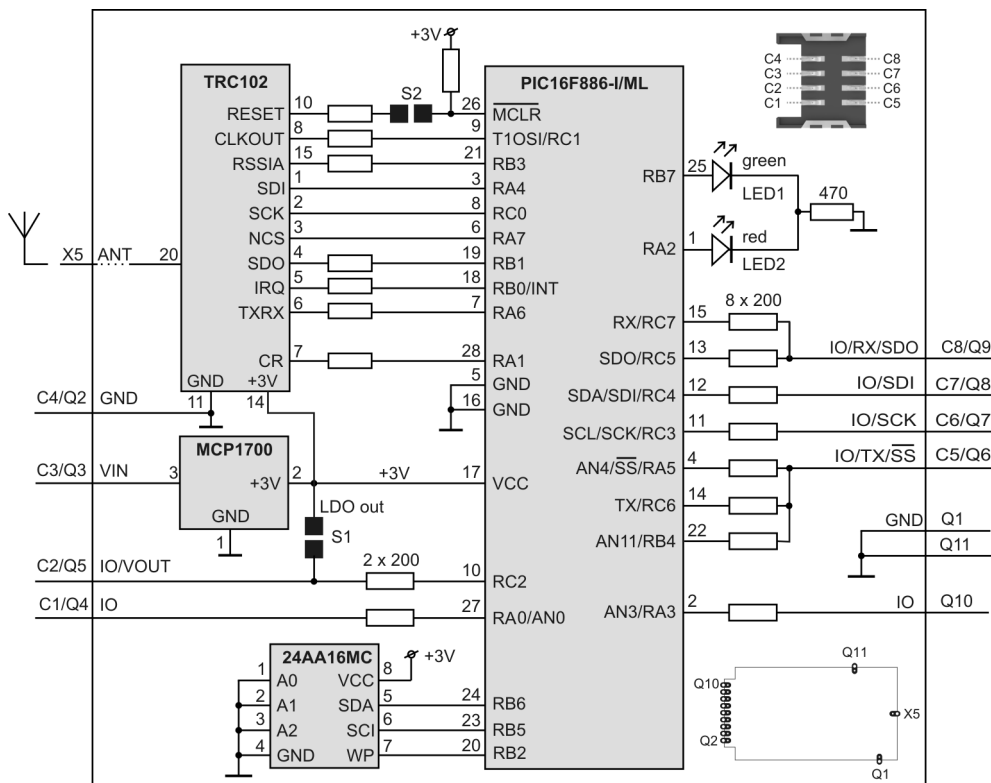 +3V
TRC102
PIC16F886-I/ML
C4 C8
C3 C7
C2 C6
C1 C5
S2
RESET 10 26 MCLR
CLKOUT 8 9 T1OSI/RC1
RSSIA 15 21 RB3
SDI 1 3 RA4
SCK 2 8 RC0
NCS 3 6 RA7
SDO 4 19 RB1
IRQ 5 18 RB0/INT
TXRX 6 7 RA6
CR 7 28 RA1
X5 ANT 20
GND +3V
11 14
5 GND
16 GND
RB7 25 green
LED1
470
RA2 1 red
LED2
8 x 200
RX/RC7 15
SDO/RC5 13 IO/RX/SDO C8/Q9
SDA/SDI/RC4 12 IO/SDI C7/Q8
SCL/SCK/RC3 11 IO/SCK C6/Q7
AN4/SS/RA5 4 IO/TX/SS C5/Q6
TX/RC6 14
AN11/RB4 22
GND Q1
Q11
AN3/RA3 2 IO Q10
C4/Q2 GND
MCP1700
C3/Q3 VIN 3 +3V 2 +3V 17 VCC
GND
1
LDO out
S1
C2/Q5 IO/VOUT 2 x 200 10 RC2
C1/Q4 IO 27 RA0/AN0
24AA16MC +3V
1 A0 VCC 8
2 A1 SDA 5 24 RB6
3 A2 SCI 6 23 RB5
4 GND WP 7 20 RB2
Q11
Q10
X5
Q2
Q1